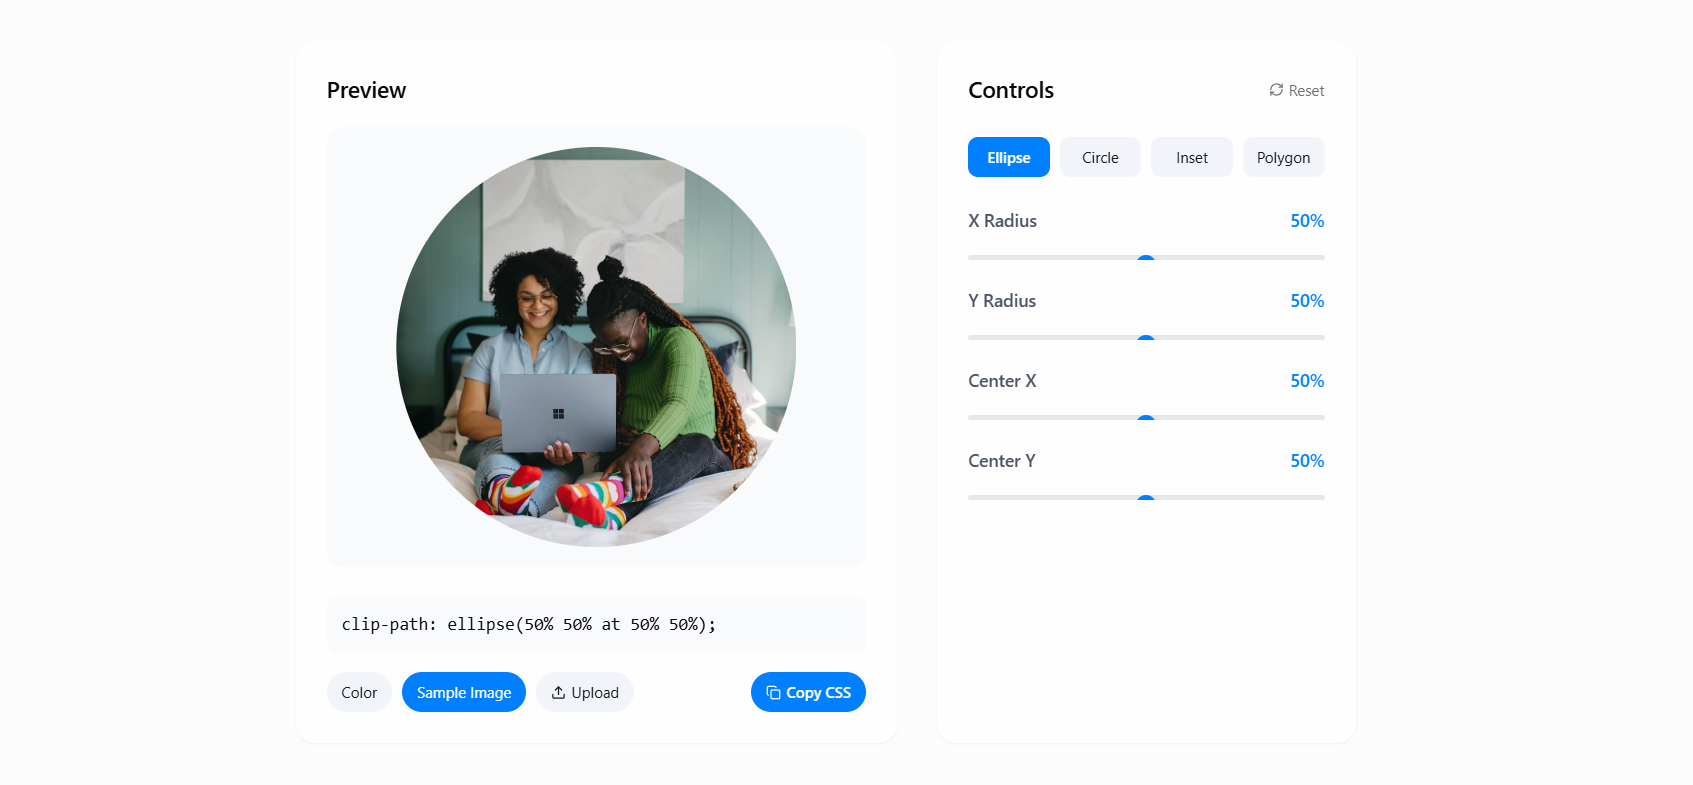 Preview
clip-path: ellipse(50% 50% at 50% 50%);
Color
Sample Image
Upload
Copy CSS
Controls
Reset
Ellipse
Circle
Inset
Polygon
X Radius
50%
Y Radius
50%
Center X
50%
Center Y
50%